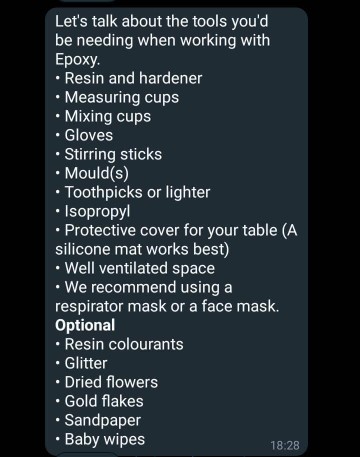 Let's talk about the tools you'd
be needing when working with
Epoxy.
• Resin and hardener
• Measuring cups
• Mixing cups
• Gloves
• Stirring sticks
• Mould(s)
• Toothpicks or lighter
• Isopropyl
• Protective cover for your table (A
silicone mat works best)
• Well ventilated space
• We recommend using a
respirator mask or a face mask.
Optional
• Resin colourants
• Glitter
• Dried flowers
• Gold flakes
• Sandpaper
• Baby wipes
18:28